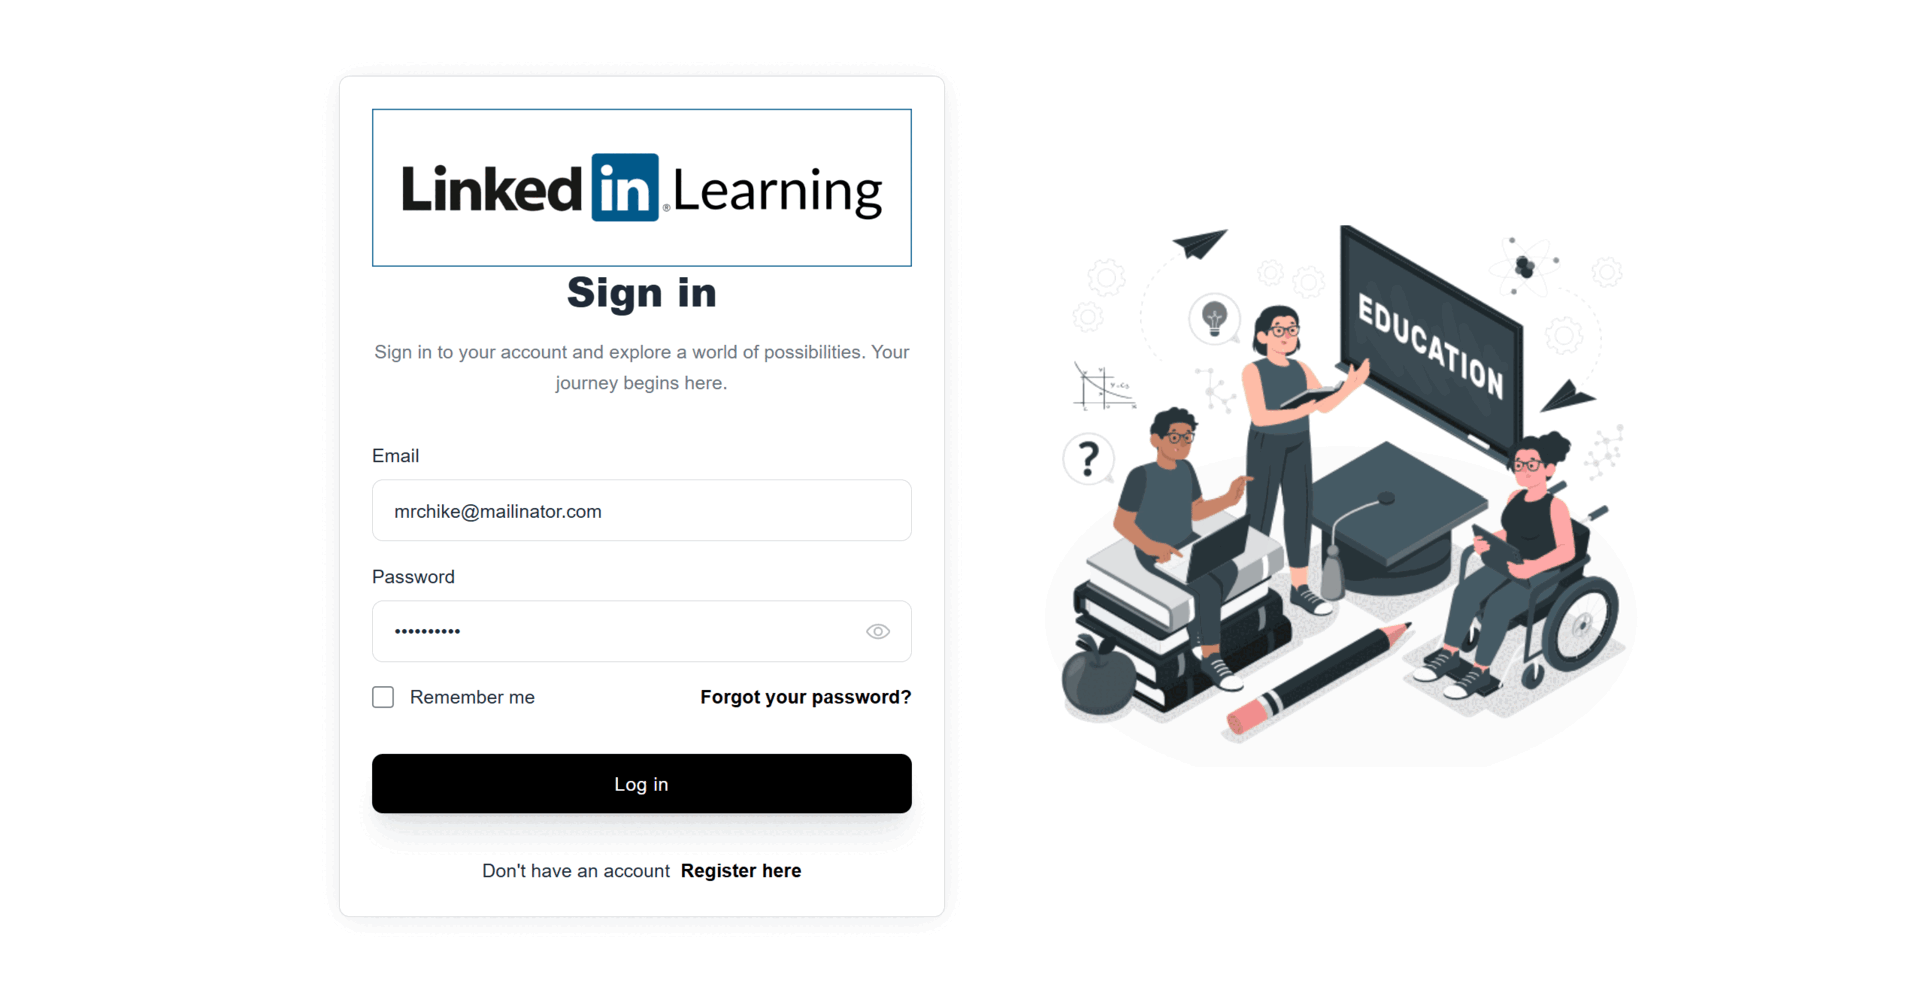 Linked in ® Learning
Sign in
Sign in to your account and explore a world of possibilities. Your
journey begins here.
Email
mrchike@mailinator.com
Password
••••••••••
Remember me
Forgot your password?
Log in
Don't have an account Register here
EDUCATION
?